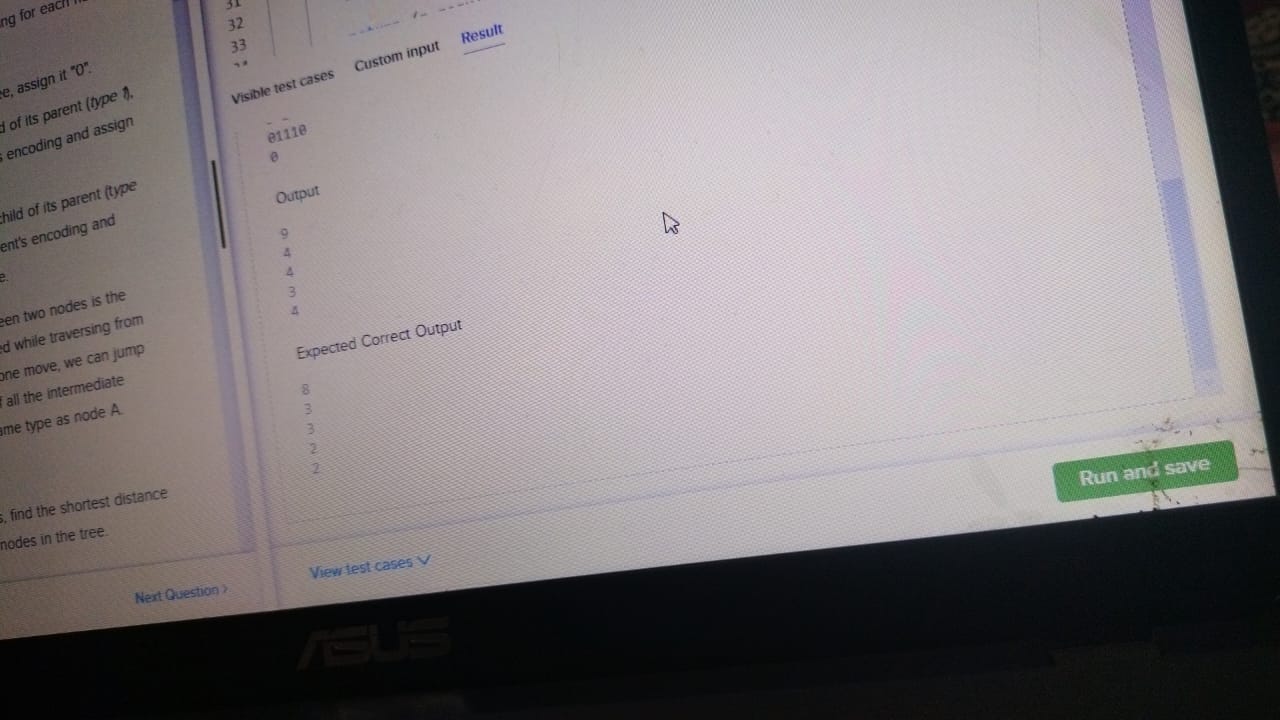 ng for each
e, assign it "0".
d of its parent (type 1),
s encoding and assign
child of its parent (type
ent's encoding and
e.
een two nodes is the
ed while traversing from
one move, we can jump
f all the intermediate
ame type as node A.
s, find the shortest distance
nodes in the tree.
Next Question >
31
32
33
Visible test cases Custom input Result
01110
0
Output
9
4
4
3
4
Expected Correct Output
8
3
3
2
2
Run and save
View test cases
ASUS